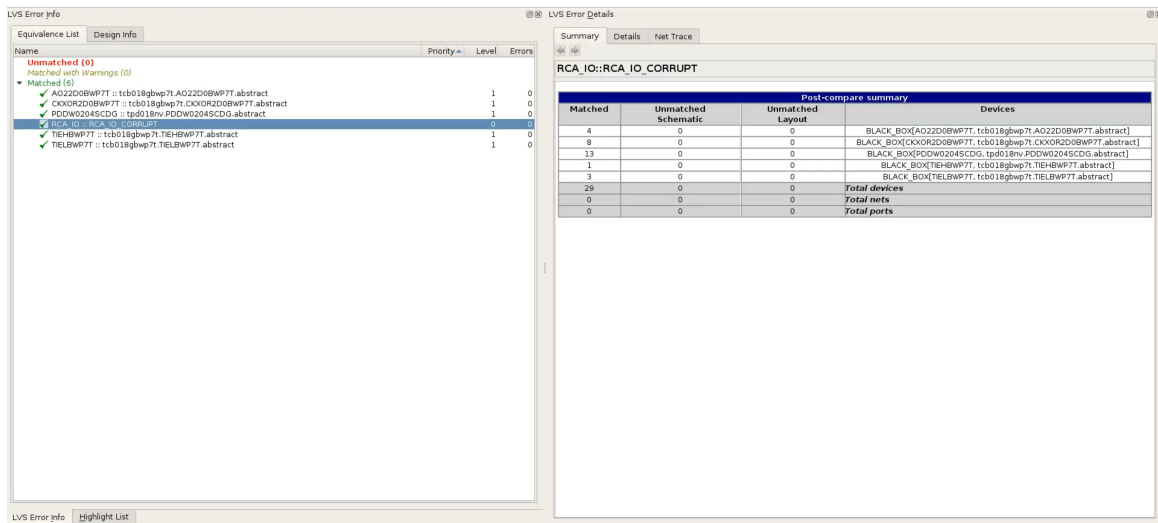 LVS Error Info
Equivalence List Design Info
Name Priority Level Errors
Unmatched (0)
Matched with Warnings (0)
Matched (6)
AO22D0BWP7T :: tcb018gbwp7t.AO22D0BWP7T.abstract 1 0
CKXOR2D0BWP7T :: tcb018gbwp7t.CKXOR2D0BWP7T.abstract 1 0
PDDW0204SCDG :: tpd018nv.PDDW0204SCDG.abstract 1 0
RCA_IO :: RCA_IO_CORRUPT 0 0
TIEHBWP7T :: tcb018gbwp7t.TIEHBWP7T.abstract 1 0
TIELBWP7T :: tcb018gbwp7t.TIELBWP7T.abstract 1 0
LVS Error Info Highlight List
LVS Error Details
Summary Details Net Trace
RCA_IO::RCA_IO_CORRUPT
Post-compare summary
Matched Unmatched Schematic Unmatched Layout Devices
4 0 0 BLACK_BOX[AO22D0BWP7T, tcb018gbwp7t.AO22D0BWP7T.abstract]
8 0 0 BLACK_BOX[CKXOR2D0BWP7T, tcb018gbwp7t.CKXOR2D0BWP7T.abstract]
13 0 0 BLACK_BOX[PDDW0204SCDG, tpd018nv.PDDW0204SCDG.abstract]
1 0 0 BLACK_BOX[TIEHBWP7T, tcb018gbwp7t.TIEHBWP7T.abstract]
3 0 0 BLACK_BOX[TIELBWP7T, tcb018gbwp7t.TIELBWP7T.abstract]
29 0 0 Total devices
0 0 0 Total nets
0 0 0 Total ports